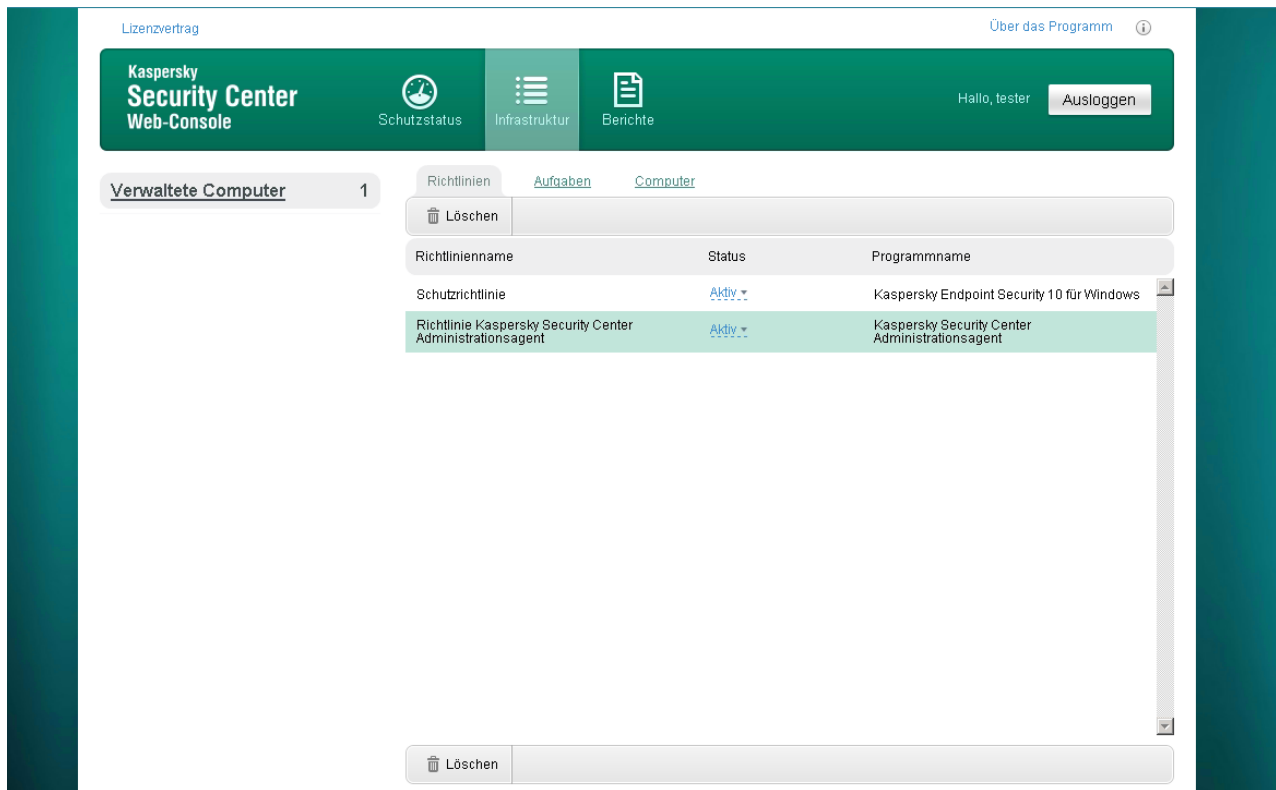 Lizenzvertrag
Über das Programm
Kaspersky
Security Center
Web-Console
Schutzstatus
Infrastruktur
Berichte
Hallo, tester
Ausloggen
Verwaltete Computer 1
Richtlinien Aufgaben Computer
Löschen
Richtlinienname Status Programmname
Schutzrichtlinie Aktiv Kaspersky Endpoint Security 10 für Windows
Richtlinie Kaspersky Security Center
Administrationsagent
Aktiv
Kaspersky Security Center
Administrationsagent
Löschen